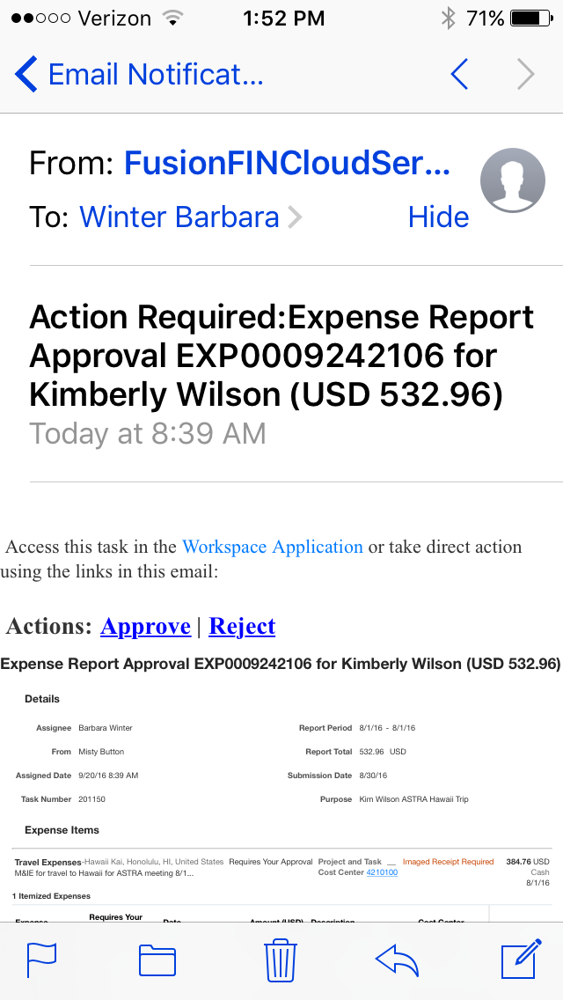 Verizon 1:52 PM 71%
Email Notificat...
From: FusionFINCloudSer...
To: Winter Barbara Hide
Action Required:Expense Report
Approval EXP0009242106 for
Kimberly Wilson (USD 532.96)
Today at 8:39 AM
Access this task in the Workspace Application or take direct action
using the links in this email:
Actions: Approve | Reject
Expense Report Approval EXP0009242106 for Kimberly Wilson (USD 532.96)
Details
Assignee Barbara Winter Report Period 8/1/16 - 8/1/16
From Misty Button Report Total 532.96 USD
Assigned Date 9/20/16 8:39 AM Submission Date 8/30/16
Task Number 201150 Purpose Kim Wilson ASTRA Hawaii Trip
Expense Items
Travel Expenses-Hawaii Kai, Honolulu, HI, United States Requires Your Approval Project and Task __ Imaged Receipt Required 384.76 USD
M&IE for travel to Hawaii for ASTRA meeting 8/1... Cost Center 4210100 Cash
8/1/16
1 Itemized Expenses
Requires Your
Expense Date Amount (USD) Description Cost Center